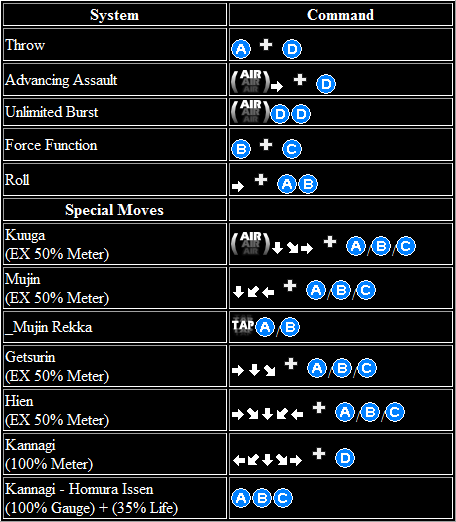 System Command
Throw A + D
Advancing Assault (AIR) → + D
Unlimited Burst (AIR) D D
Force Function B + C
Roll → + A B
Special Moves
Kuuga
(EX 50% Meter) (AIR) ↓ ↘ → + A / B / C
Mujin
(EX 50% Meter) ↓ ↙ ← + A / B / C
_Mujin Rekka TAP A / B
Getsurin
(EX 50% Meter) → ↓ ↘ + A / B / C
Hien
(EX 50% Meter) → ↘ ↓ ↙ ← + A / B / C
Kannagi
(100% Meter) ← ↙ ↓ ↘ → + D
Kannagi - Homura Issen
(100% Gauge) + (35% Life) A B C